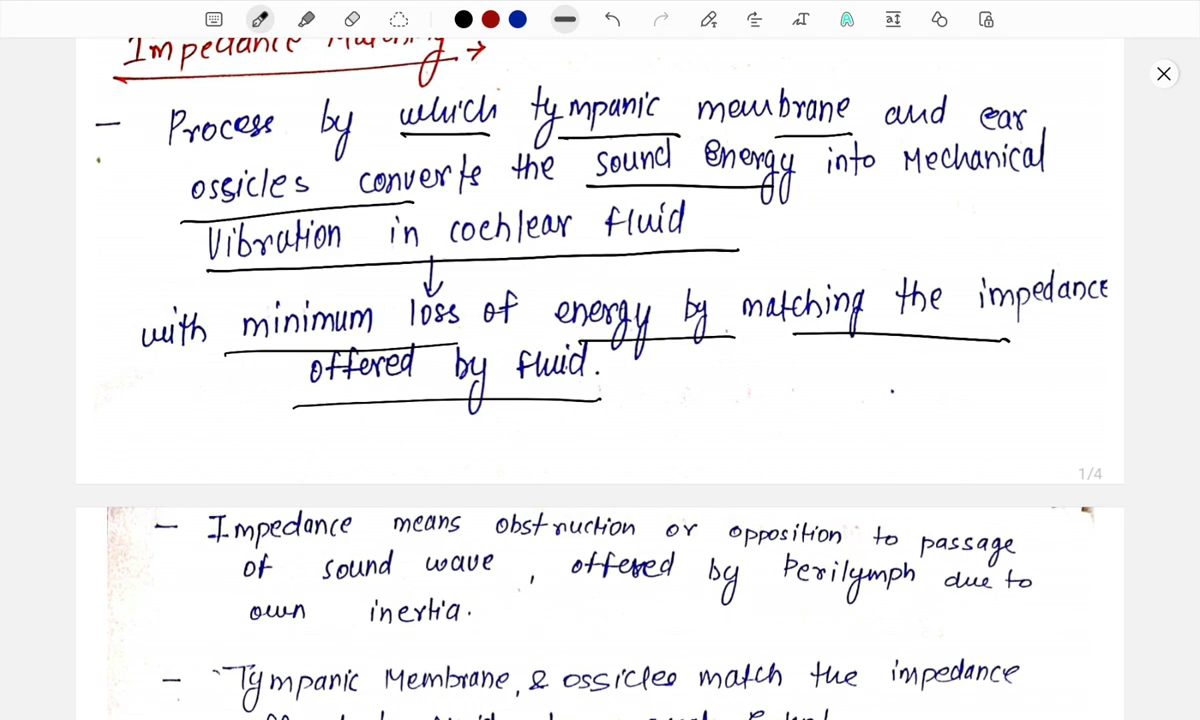 Impedance Matching →
- Process by which tympanic membrane and ear
ossicles converts the sound energy into Mechanical
Vibration in cochlear fluid
↓
with minimum loss of energy by matching the impedance
offered by fluid.
1/4
- Impedance means obstruction or opposition to passage
of sound wave, offered by Perilymph due to
own inertia.
- Tympanic Membrane, & ossicles match the impedance